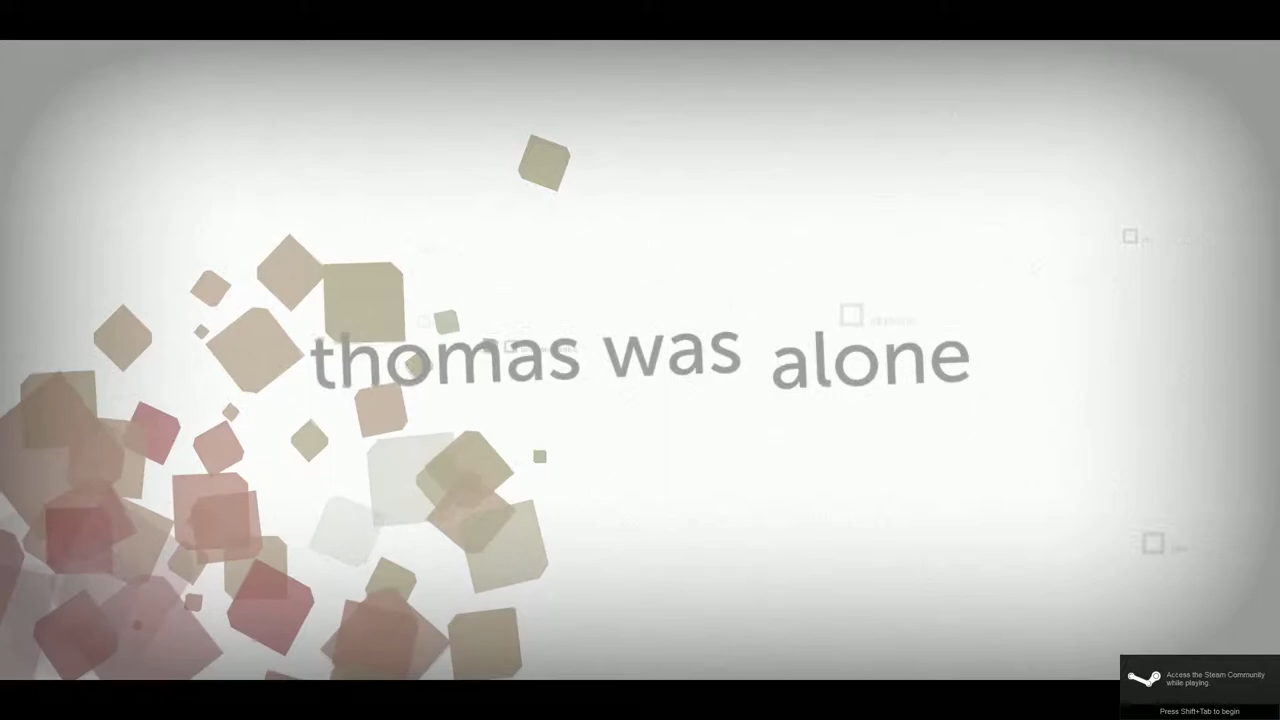 thomas was alone
Access the Steam Community
while playing.
Press Shift+Tab to begin